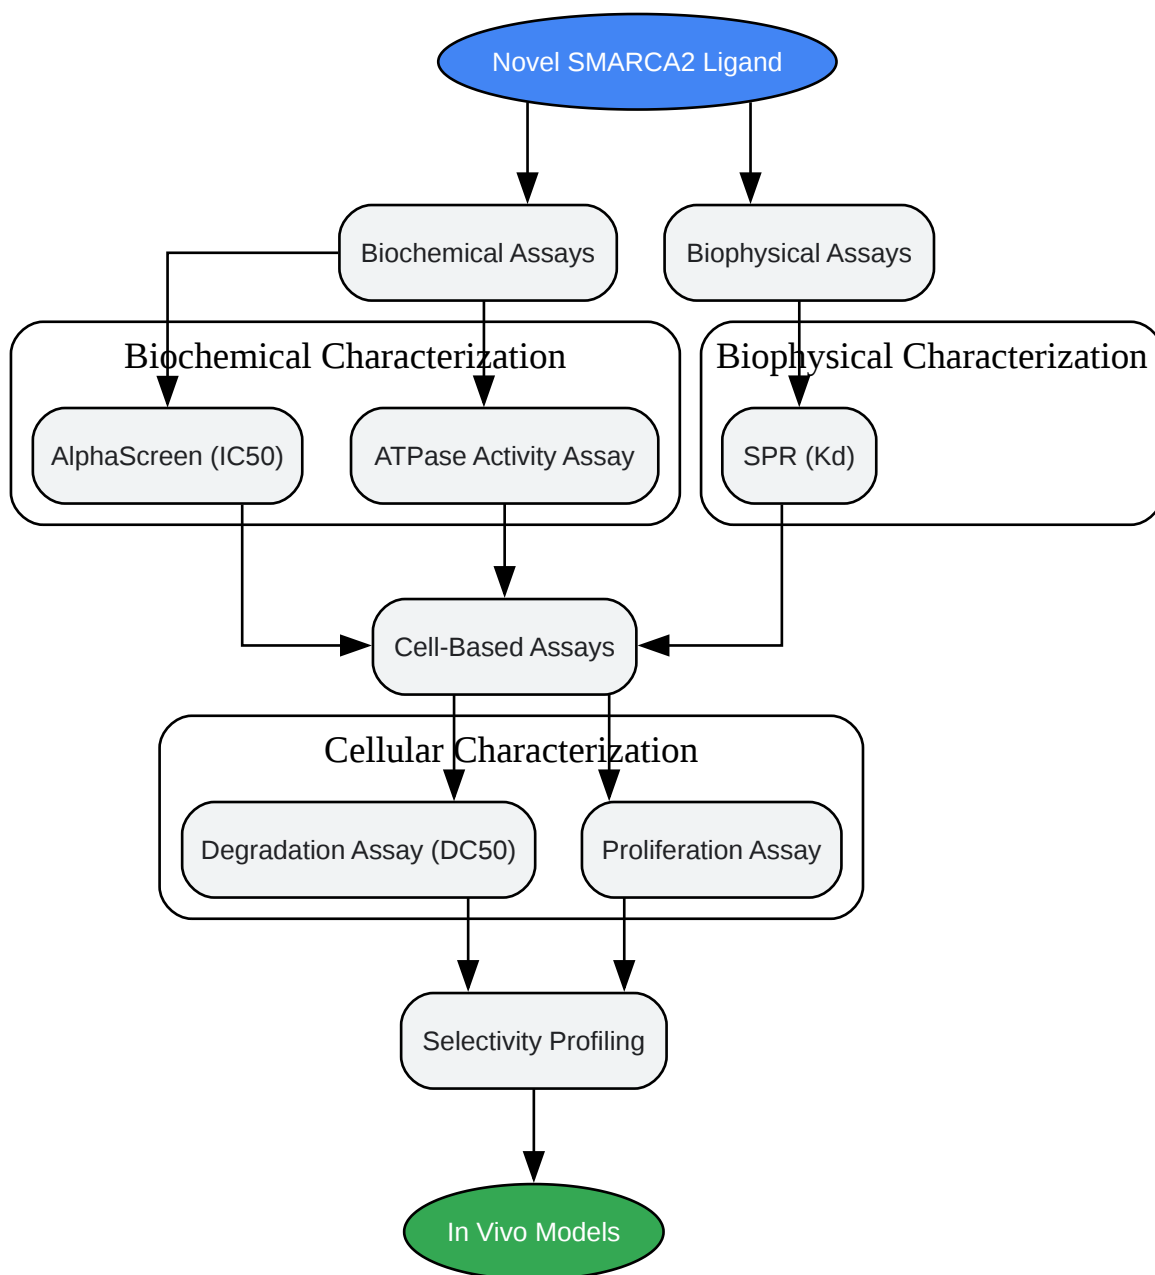 Novel SMARCA2 Ligand
Biochemical Assays
Biophysical Assays
Biochemical Characterization
Biophysical Characterization
AlphaScreen (IC50)
ATPase Activity Assay
SPR (Kd)
Cell-Based Assays
Cellular Characterization
Degradation Assay (DC50)
Proliferation Assay
Selectivity Profiling
In Vivo Models